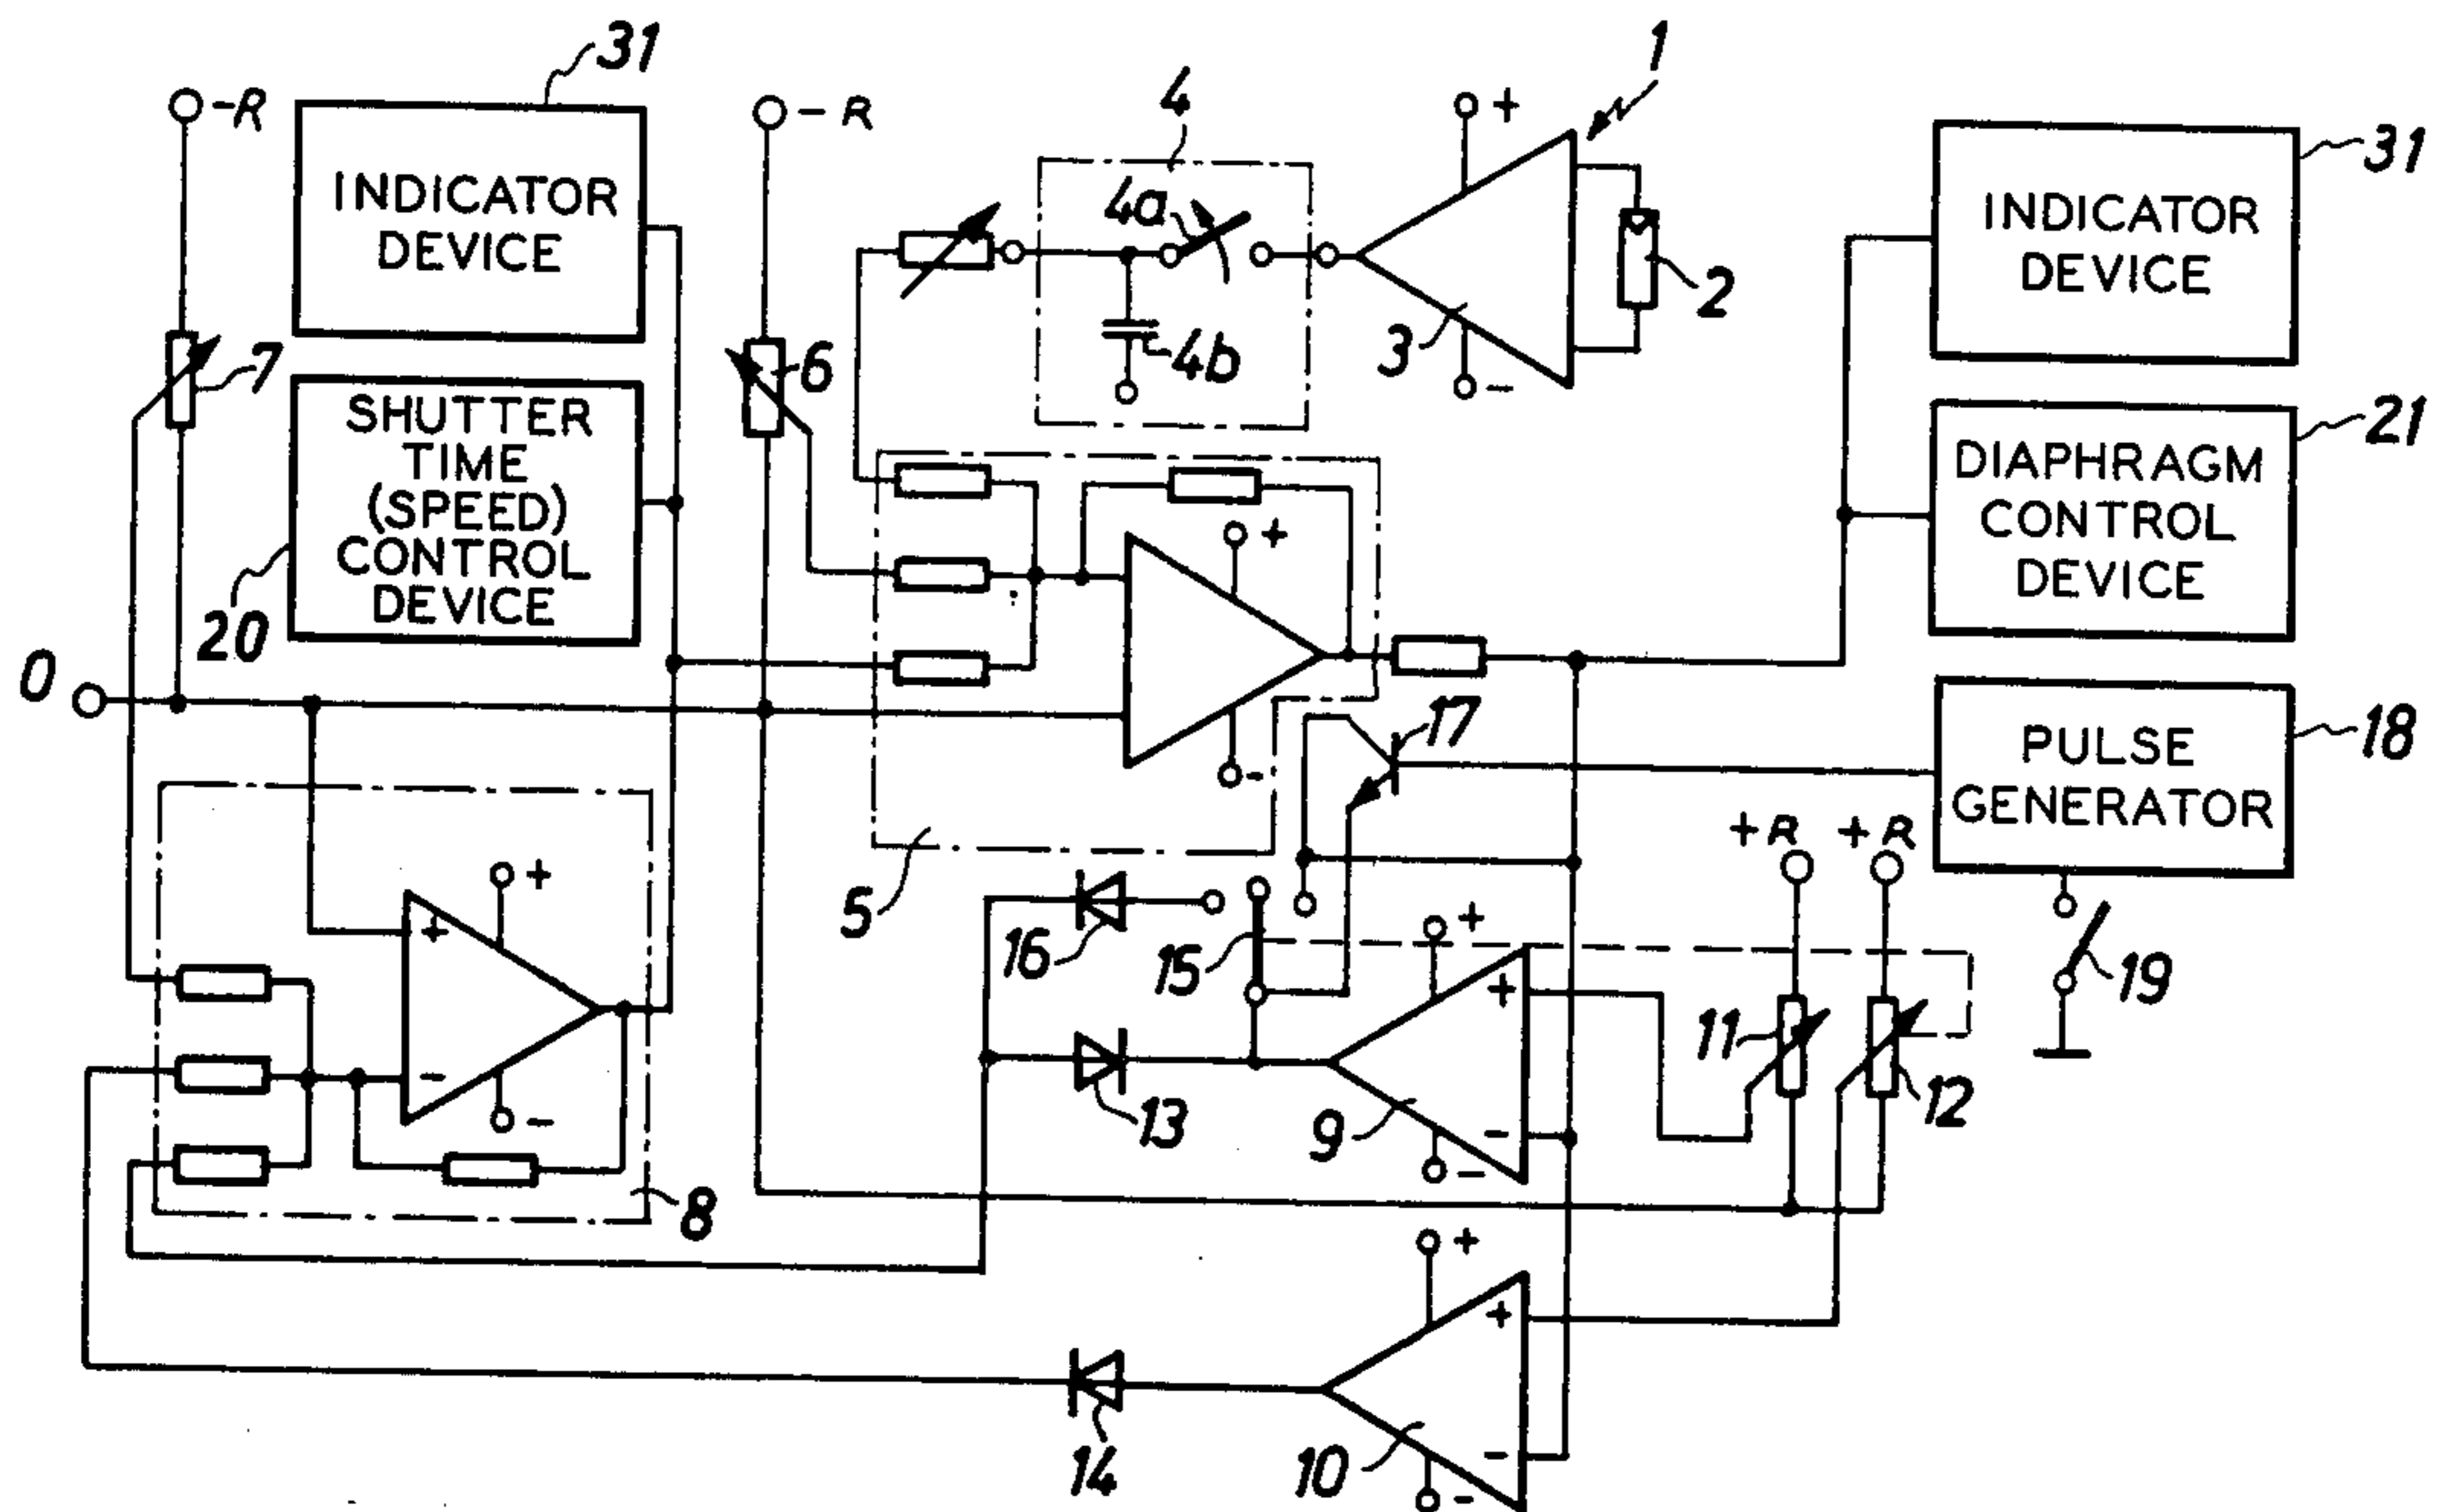 31
1
-R
- R
4
+
31
INDICATOR
DEVICE
4a
INDICATOR
DEVICE
2
3
4b
-
7
6
SHUTTER
TIME
(SPEED)
CONTROL
DEVICE
21
DIAPHRAGM
CONTROL
DEVICE
+
20
0
17
18
PULSE
GENERATOR
-
+R
+R
+
5
16
15
+
+
19
+
11
12
-
13
9
-
-
-
8
+
+
14
10
-
-